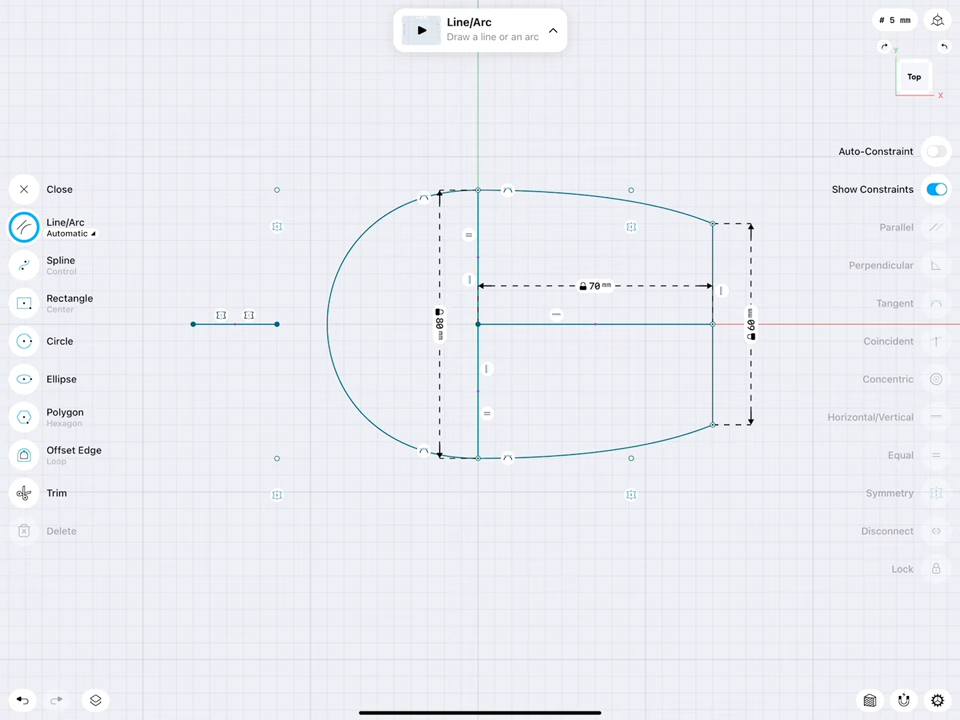 Line/Arc
Draw a line or an arc
# 5 mm
y
Top
x
Auto-Constraint
Close
Show Constraints
Line/Arc
Automatic
Parallel
Spline
Control
Perpendicular
70 mm
Rectangle
Center
Tangent
80 mm
60 mm
Circle
Coincident
Ellipse
Concentric
Polygon
Hexagon
Horizontal/Vertical
Offset Edge
Loop
Equal
Trim
Symmetry
Delete
Disconnect
Lock